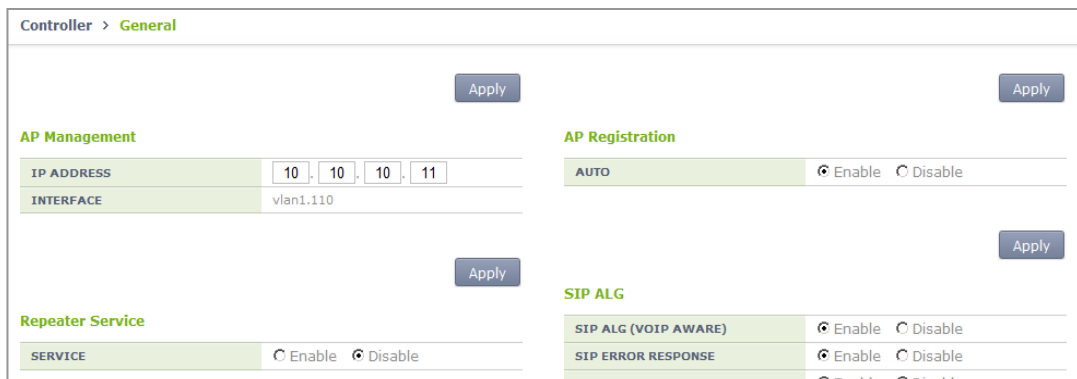 Controller > General
Apply
AP Management
IP ADDRESS 10 . 10 . 10 . 11
INTERFACE vlan1.110
Apply
Repeater Service
SERVICE Enable Disable
Apply
AP Registration
AUTO Enable Disable
Apply
SIP ALG
SIP ALG (VOIP AWARE) Enable Disable
SIP ERROR RESPONSE Enable Disable